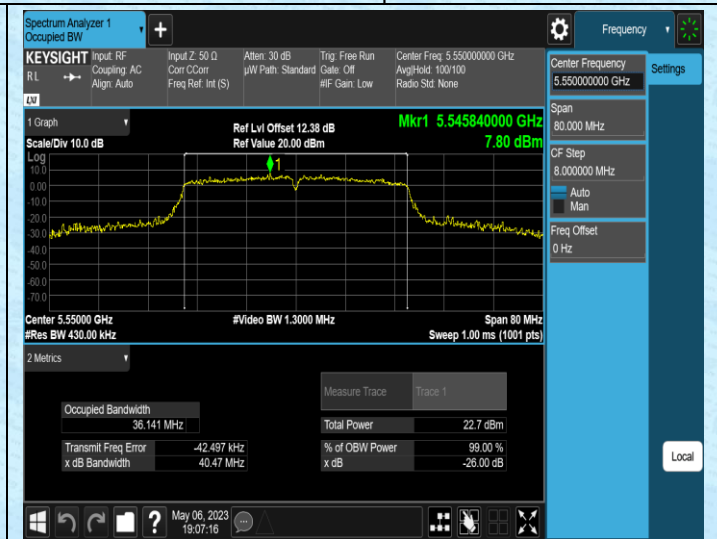 Spectrum Analyzer 1
Occupied BW
+
Frequency
KEYSIGHT
RL
LXI
Input: RF
Coupling: AC
Align: Auto
Input Z: 50 Ω
Corr CCorr
Freq Ref: Int (S)
Atten: 30 dB
µW Path: Standard
Trig: Free Run
Gate: Off
#IF Gain: Low
Center Freq: 5.550000000 GHz
Avg|Hold: 100/100
Radio Std: None
Center Frequency
5.550000000 GHz
Settings
Span
80.000 MHz
CF Step
8.000000 MHz
Auto
Man
Freq Offset
0 Hz
Local
1 Graph
Scale/Div 10.0 dB
Ref Lvl Offset 12.38 dB
Ref Value 20.00 dBm
Mkr1 5.545840000 GHz
7.80 dBm
Log
10.0
0.00
-10.0
-20.0
-30.0
-40.0
-50.0
-60.0
-70.0
1
Center 5.55000 GHz
#Res BW 430.00 kHz
#Video BW 1.3000 MHz
Span 80 MHz
Sweep 1.00 ms (1001 pts)
2 Metrics
Measure Trace
Trace 1
Occupied Bandwidth
36.141 MHz
Total Power
22.7 dBm
Transmit Freq Error
-42.497 kHz
% of OBW Power
99.00 %
x dB Bandwidth
40.47 MHz
x dB
-26.00 dB
?
May 06, 2023
19:07:16